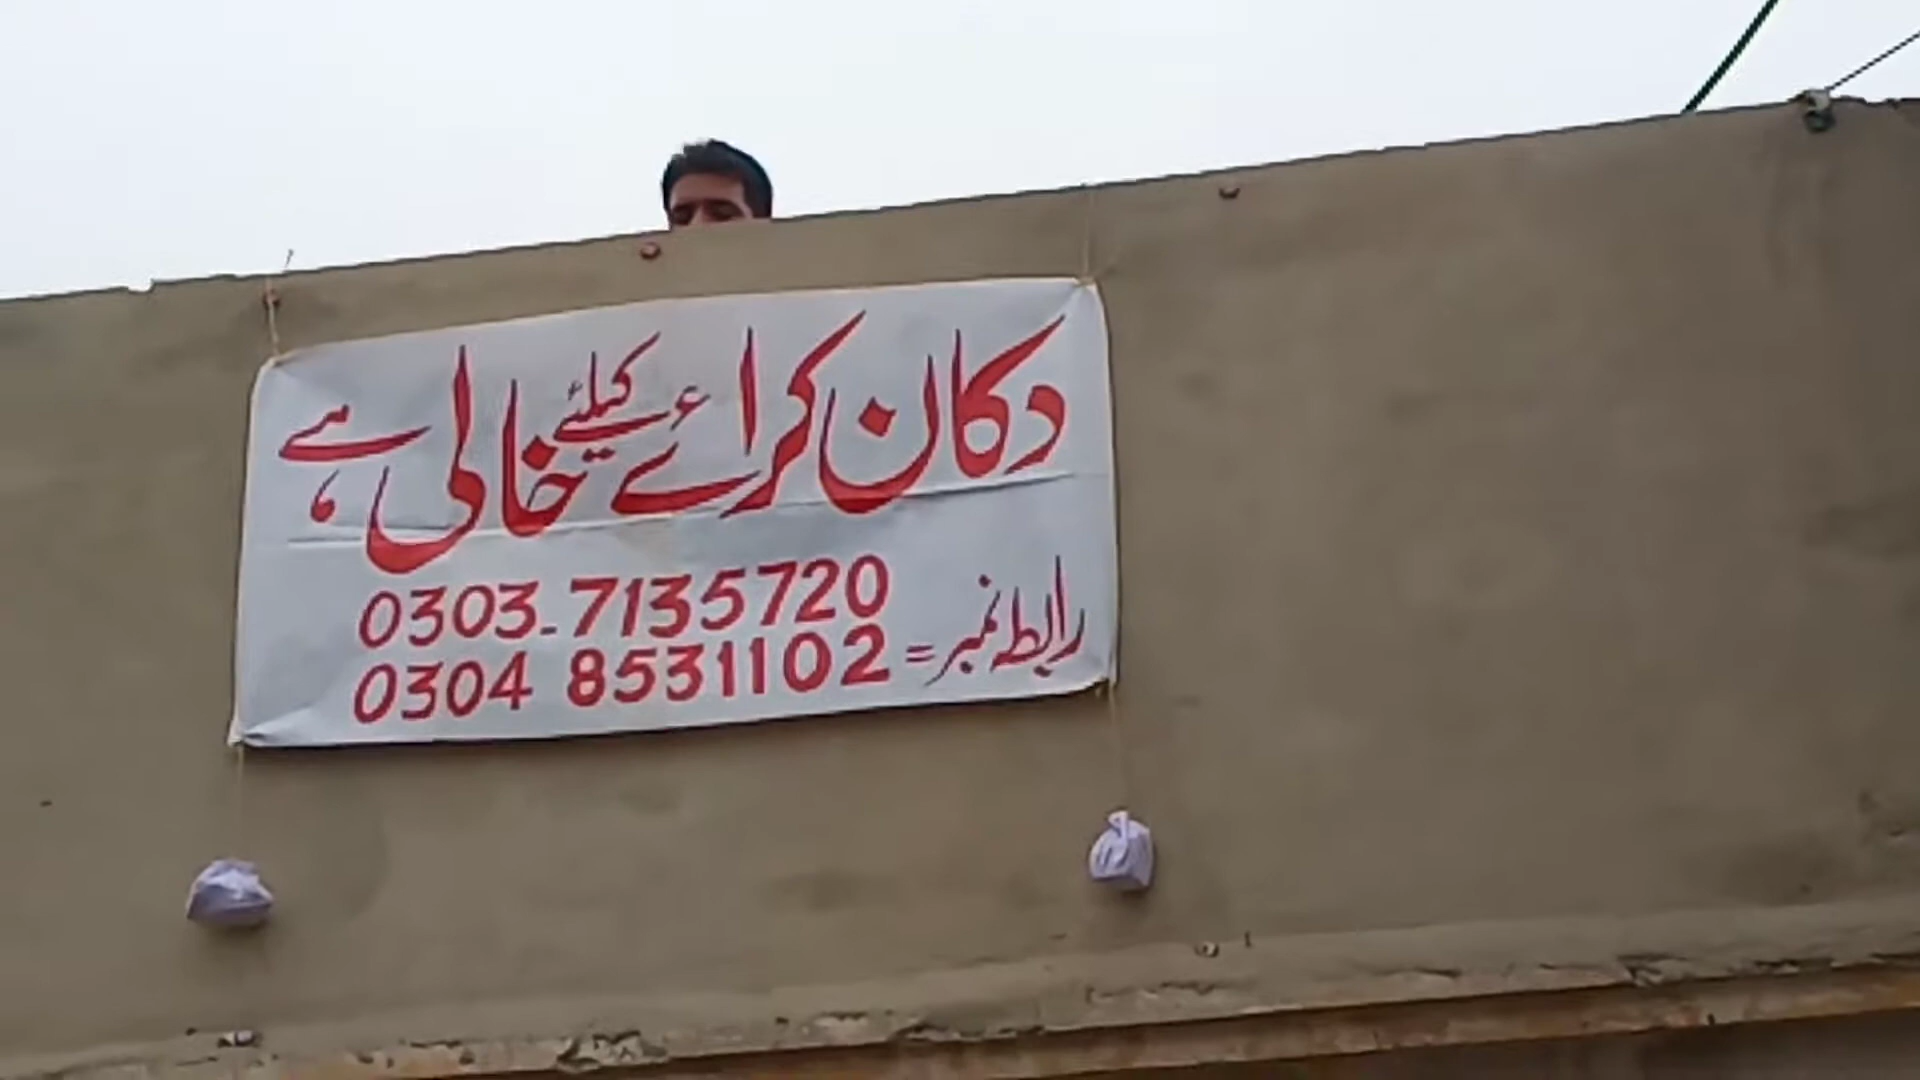 دکان کرائے کیلئے خالی ہے
رابطہ نمبر = 0303-7135720
0304 8531102